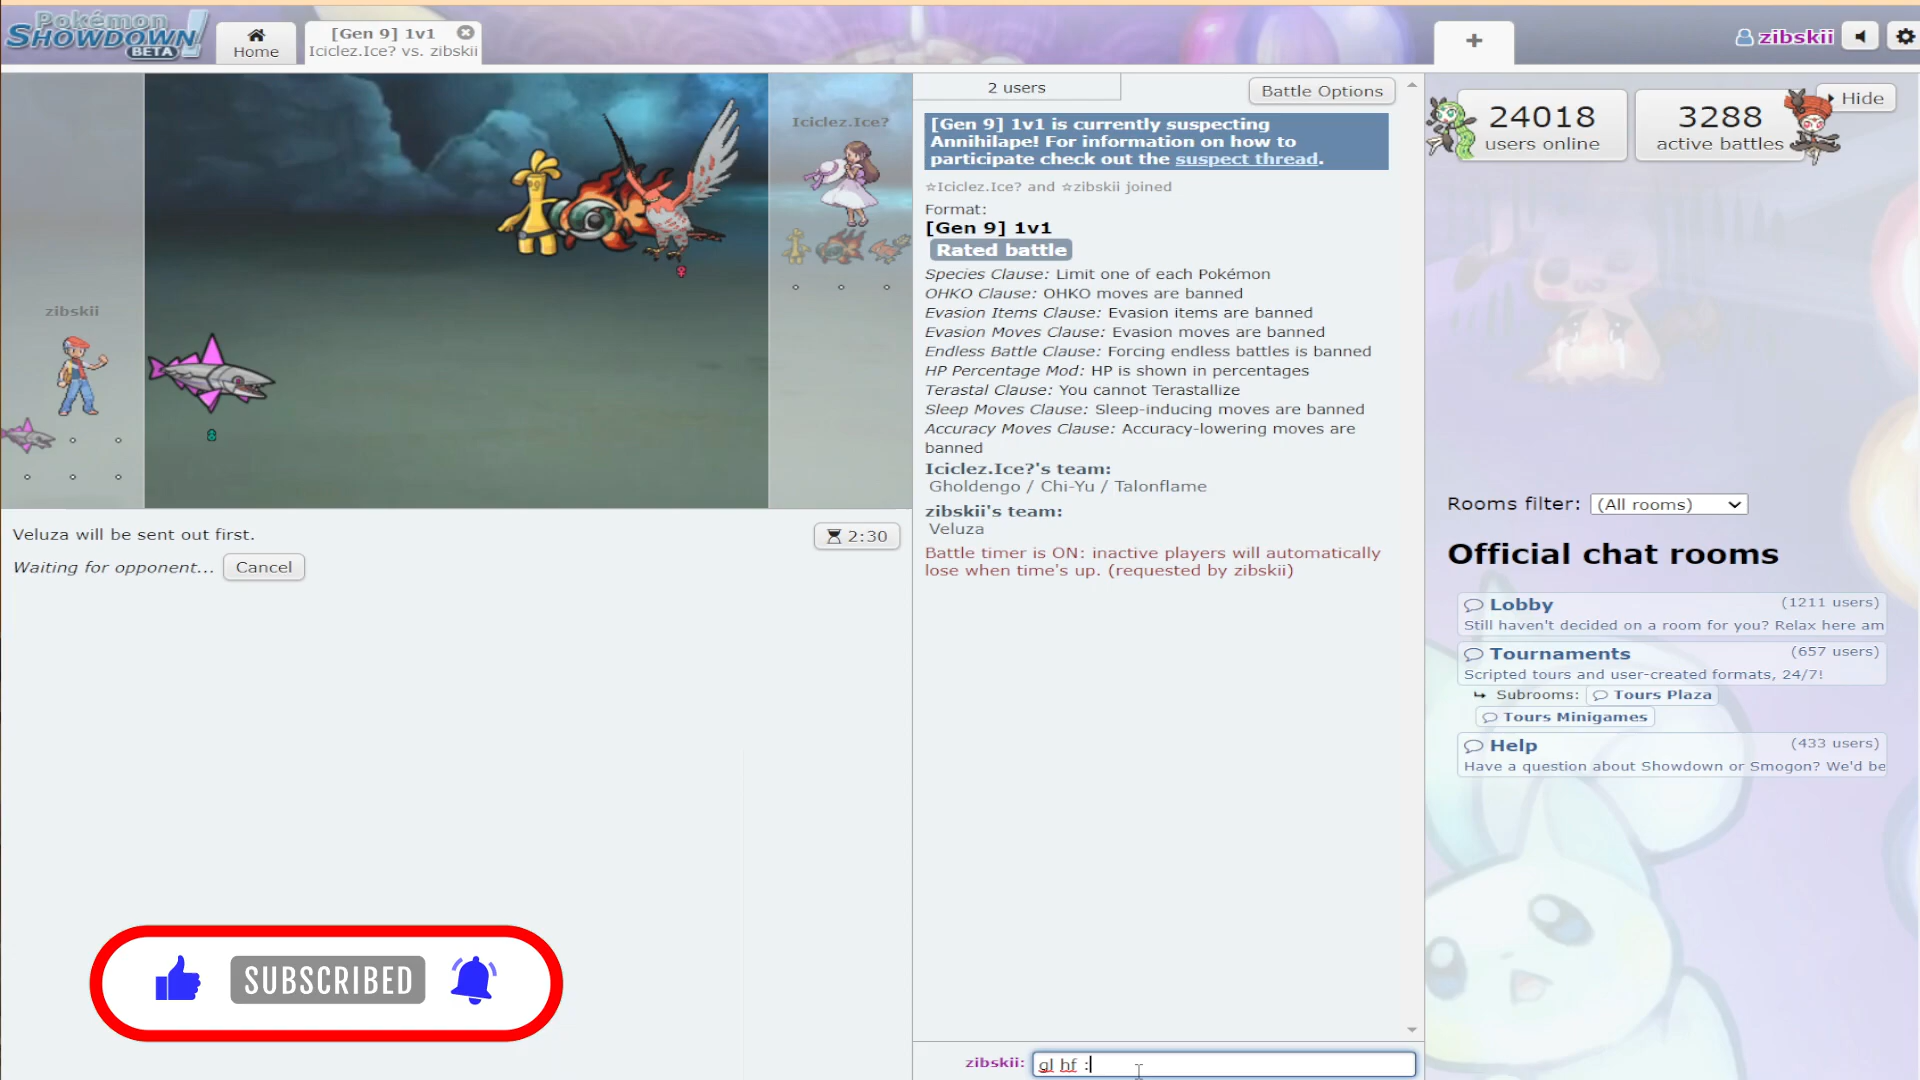 Pokémon
SHOWDOWN!
BETA
Home
[Gen 9] 1v1
Iciclez.Ice? vs. zibskii
+
zibskii
Iciclez.Ice?
zibskii
Veluza will be sent out first.
2:30
Waiting for opponent...
Cancel
SUBSCRIBED
2 users
Battle Options
[Gen 9] 1v1 is currently suspecting
Annihilape! For information on how to
participate check out the suspect thread.
☆Iciclez.Ice? and ☆zibskii joined
Format:
[Gen 9] 1v1
Rated battle
Species Clause: Limit one of each Pokémon
OHKO Clause: OHKO moves are banned
Evasion Items Clause: Evasion items are banned
Evasion Moves Clause: Evasion moves are banned
Endless Battle Clause: Forcing endless battles is banned
HP Percentage Mod: HP is shown in percentages
Terastal Clause: You cannot Terastallize
Sleep Moves Clause: Sleep-inducing moves are banned
Accuracy Moves Clause: Accuracy-lowering moves are
banned
Iciclez.Ice?'s team:
Gholdengo / Chi-Yu / Talonflame
zibskii's team:
Veluza
Battle timer is ON: inactive players will automatically
lose when time's up. (requested by zibskii)
zibskii: gl hf :
24018
users online
3288
active battles
Hide
Rooms filter: (All rooms)
Official chat rooms
Lobby (1211 users)
Still haven't decided on a room for you? Relax here am
Tournaments (657 users)
Scripted tours and user-created formats, 24/7!
↪ Subrooms: Tours Plaza
Tours Minigames
Help (433 users)
Have a question about Showdown or Smogon? We'd be